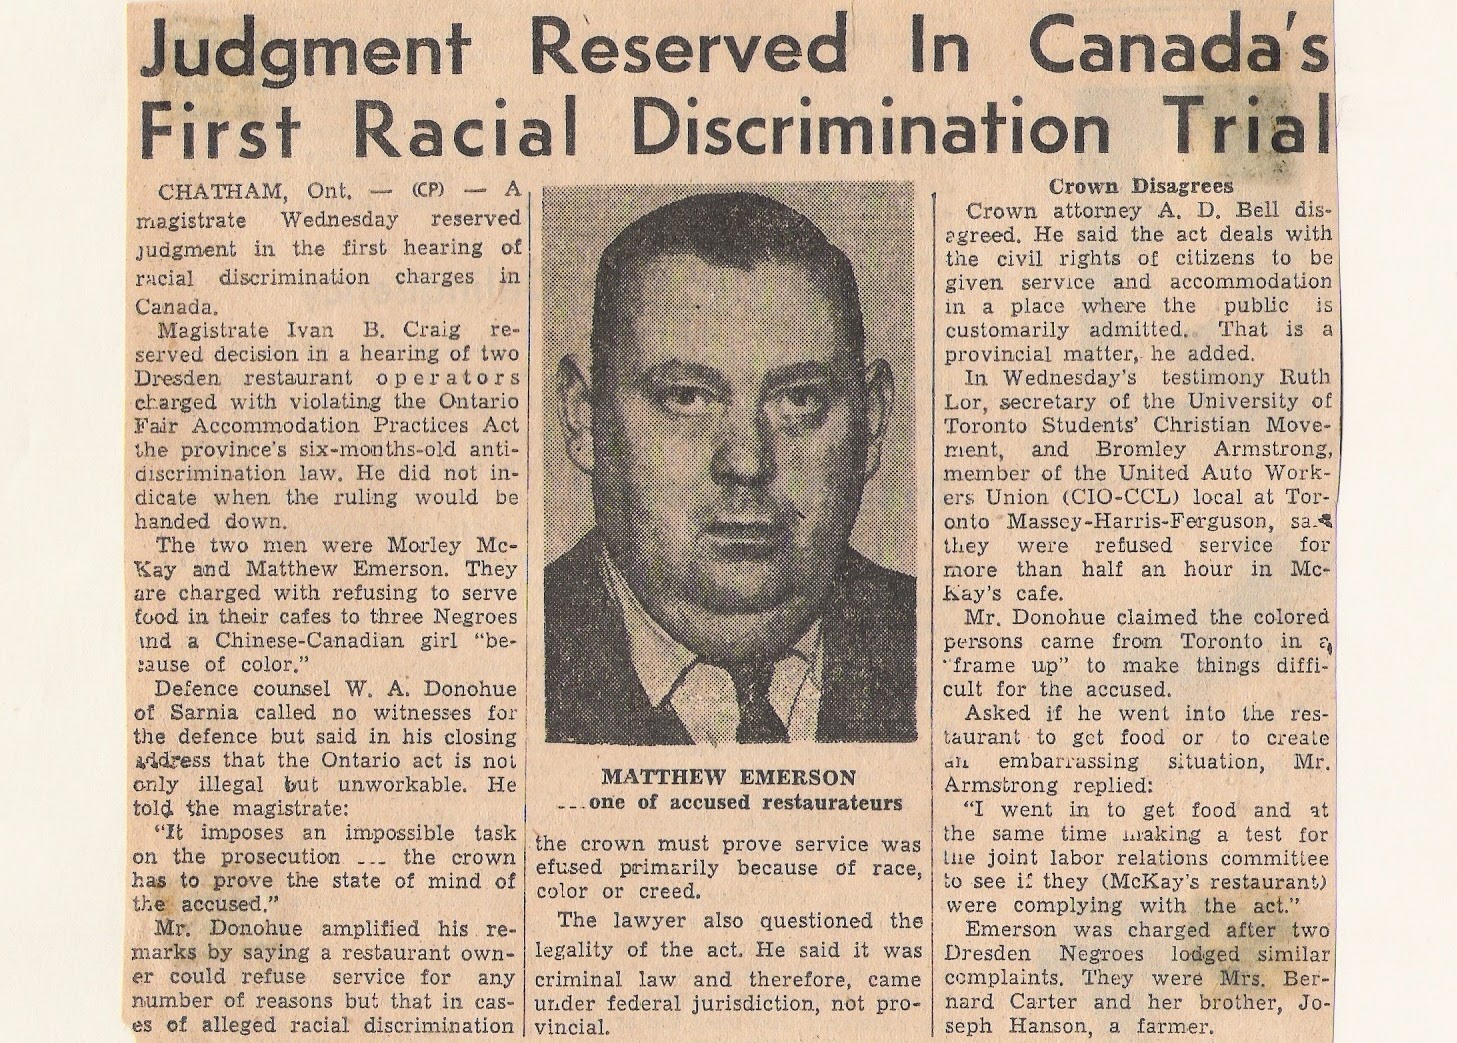 Judgment Reserved In Canada's
First Racial Discrimination Trial
CHATHAM, Ont. — (CP) — A
magistrate Wednesday reserved
judgment in the first hearing of
racial discrimination charges in
Canada.
Magistrate Ivan B. Craig re-
served decision in a hearing of two
Dresden restaurant operators
charged with violating the Ontario
Fair Accommodation Practices Act
the province's six-months-old anti-
discrimination law. He did not in-
dicate when the ruling would be
handed down.
The two men were Morley Mc-
Kay and Matthew Emerson. They
are charged with refusing to serve
food in their cafes to three Negroes
and a Chinese-Canadian girl "be-
cause of color."
Defence counsel W. A. Donohue
of Sarnia called no witnesses for
the defence but said in his closing
address that the Ontario act is not
only illegal but unworkable. He
told the magistrate:
"It imposes an impossible task
on the prosecution ... the crown
has to prove the state of mind of
the accused."
Mr. Donohue amplified his re-
marks by saying a restaurant own-
er could refuse service for any
number of reasons but that in cas-
es of alleged racial discrimination
MATTHEW EMERSON
...one of accused restaurateurs
the crown must prove service was
efused primarily because of race,
color or creed.
The lawyer also questioned the
legality of the act. He said it was
criminal law and therefore, came
under federal jurisdiction, not pro-
vincial.
Crown Disagrees
Crown attorney A. D. Bell dis-
agreed. He said the act deals with
the civil rights of citizens to be
given service and accommodation
in a place where the public is
customarily admitted. That is a
provincial matter, he added.
In Wednesday's testimony Ruth
Lor, secretary of the University of
Toronto Students' Christian Move-
ment, and Bromley Armstrong,
member of the United Auto Work-
ers Union (CIO-CCL) local at Tor-
onto Massey-Harris-Ferguson, said
they were refused service for
more than half an hour in Mc-
Kay's cafe.
Mr. Donohue claimed the colored
persons came from Toronto in a
"frame up" to make things diffi-
cult for the accused.
Asked if he went into the res-
taurant to get food or to create
an embarrassing situation, Mr.
Armstrong replied:
"I went in to get food and at
the same time making a test for
the joint labor relations committee
to see if they (McKay's restaurant)
were complying with the act."
Emerson was charged after two
Dresden Negroes lodged similar
complaints. They were Mrs. Ber-
nard Carter and her brother, Jo-
seph Hanson, a farmer.